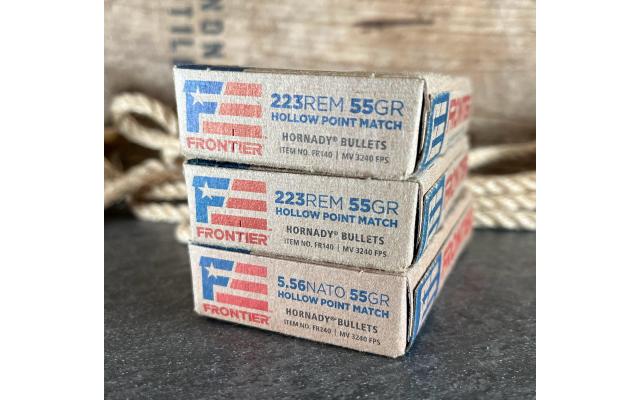 NON
TIL
223REM 55GR
HOLLOW POINT MATCH
HORNADY® BULLETS
ITEM NO. FR140 | MV 3240 FPS
FRONTIER
223REM 55GR
HOLLOW POINT MATCH
HORNADY® BULLETS
ITEM NO. FR140 | MV 3240 FPS
FRONTIER
5.56NATO 55GR
HOLLOW POINT MATCH
HORNADY® BULLETS
ITEM NO. FR240 | MV 3240 FPS
FRONTIER